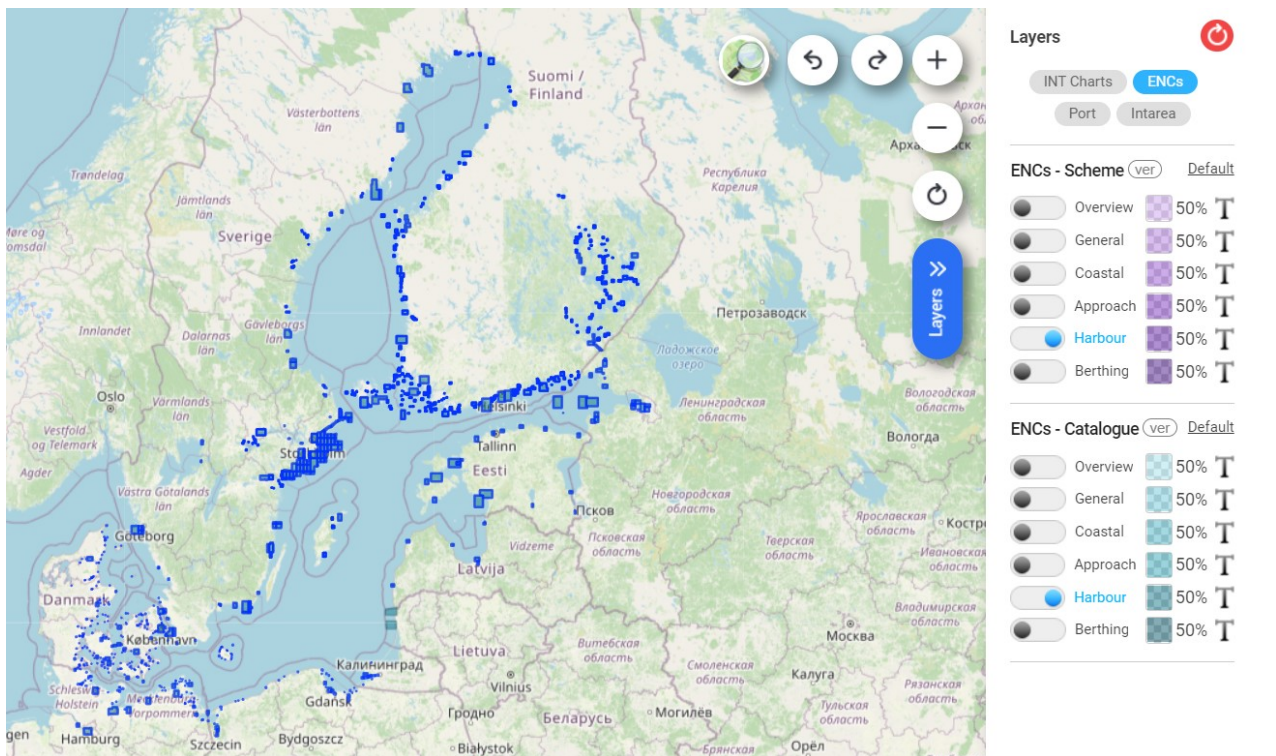 Suomi /
Finland
Västerbottens
län
Trøndelag
Jämtlands
län
Sverige
Республика
Карелия
Петрозаводск
Ладожское
озеро
Møre og
omsdal
Innlandet
Dalarnas
län
Gävleborgs
län
Oslo
Värmlands
län
Vestfold
og Telemark
Agder
Helsinki
Tallinn
Eesti
Ленинградская
область
Вологодская
область
Вологда
Västra Götalands
län
Göteborg
Псков
Новгородская
область
Псковская
область
Ярославская
область
Тверская
область
Ивановская
область
Vidzeme
Latvija
Danmark
København
Владимирская
область
Москва
Lietuva
Витебская
область
Калининград
Смоленская
область
Калуга
Vilnius
Рязанская
область
Gdańsk
Гродно
Беларусь
Могилёв
Тульская
область
Schleswig-
Holstein
Mecklenburg-
Vorpommern
Hamburg
Szczecin
Bydgoszcz
Białystok
Брянская
Орёл
Layers
Layers
INT Charts
ENCs
Port
Intarea
ENCs - Scheme
ver
Default
Overview 50% T
General 50% T
Coastal 50% T
Approach 50% T
Harbour 50% T
Berthing 50% T
ENCs - Catalogue
ver
Default
Overview 50% T
General 50% T
Coastal 50% T
Approach 50% T
Harbour 50% T
Berthing 50% T